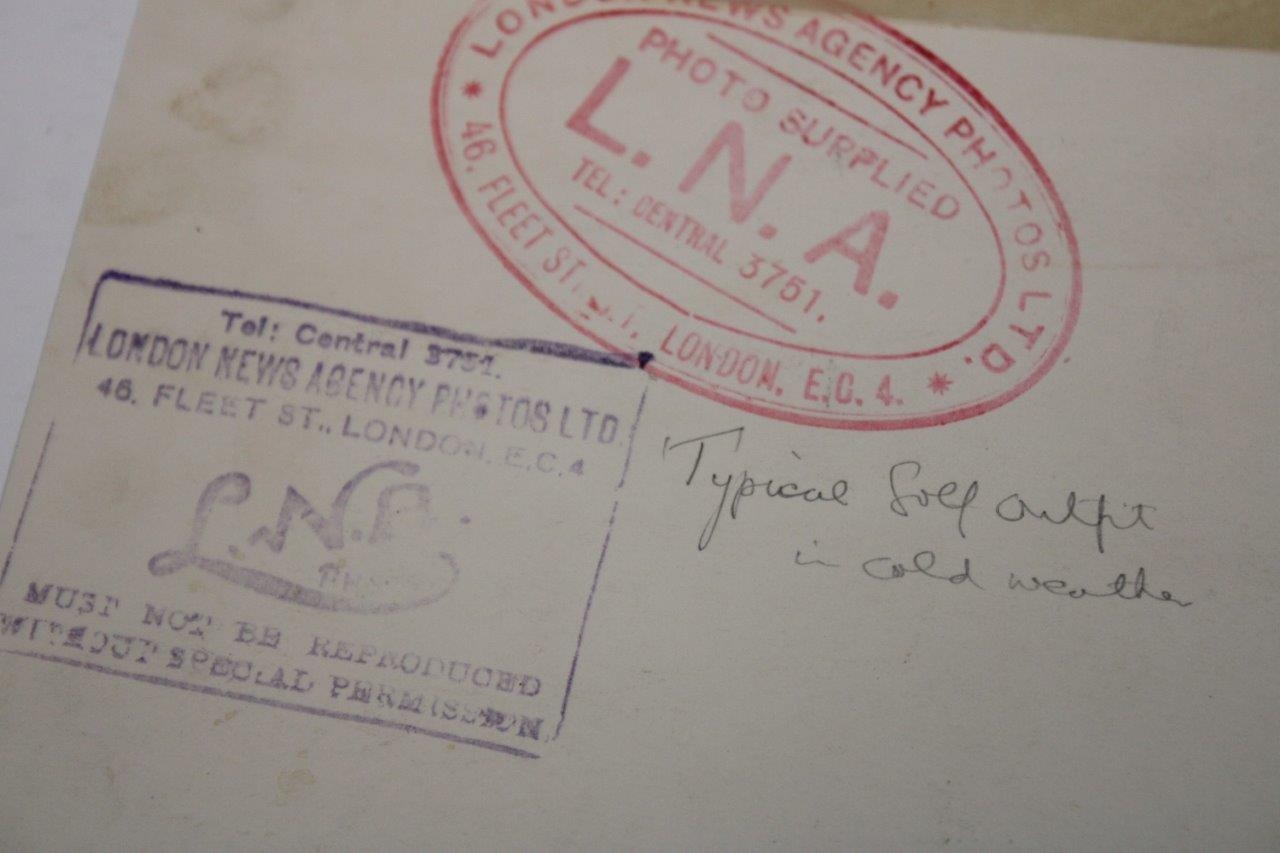 LONDON NEWS AGENCY PHOTOS LTD.
PHOTO SUPPLIED
L. N. A.
TEL: CENTRAL 3751.
* 46. FLEET ST. LONDON. E.C. 4. *
Tel: Central 3751.
LONDON NEWS AGENCY PHOTOS LTD.
46. FLEET ST., LONDON. E.C.4
MUST NOT BE REPRODUCED
WITHOUT SPECIAL PERMISSION
Typical Golf outfit
in cold weather